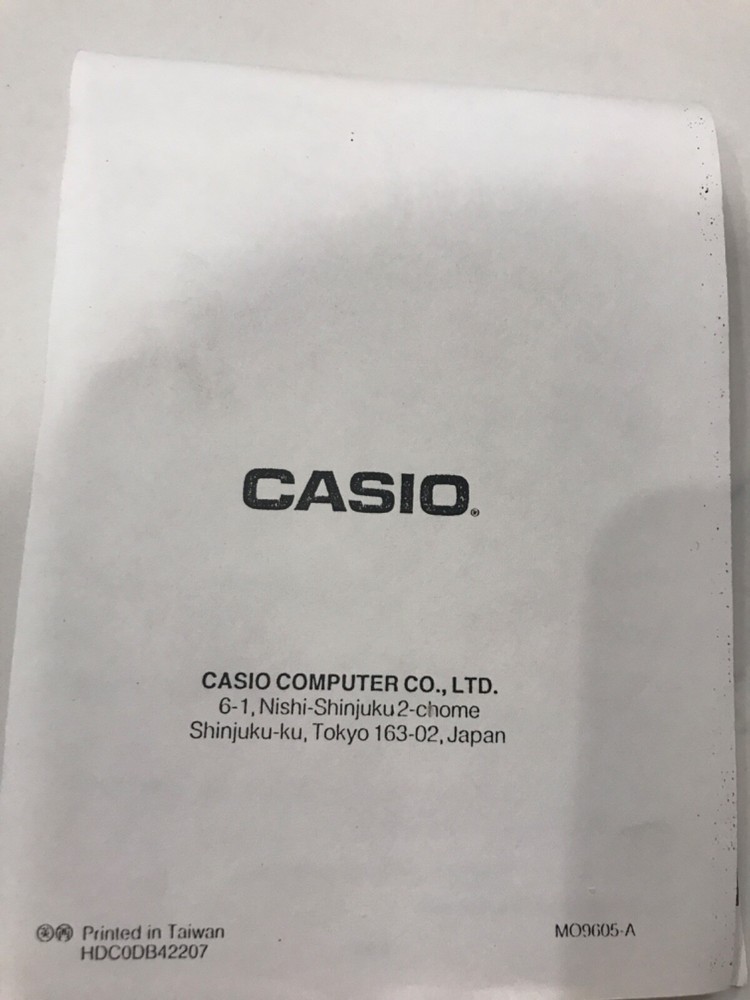 CASIO®
CASIO COMPUTER CO., LTD.
6-1, Nishi-Shinjuku 2-chome
Shinjuku-ku, Tokyo 163-02, Japan
Printed in Taiwan
HDC0DB42207
MO9605-A